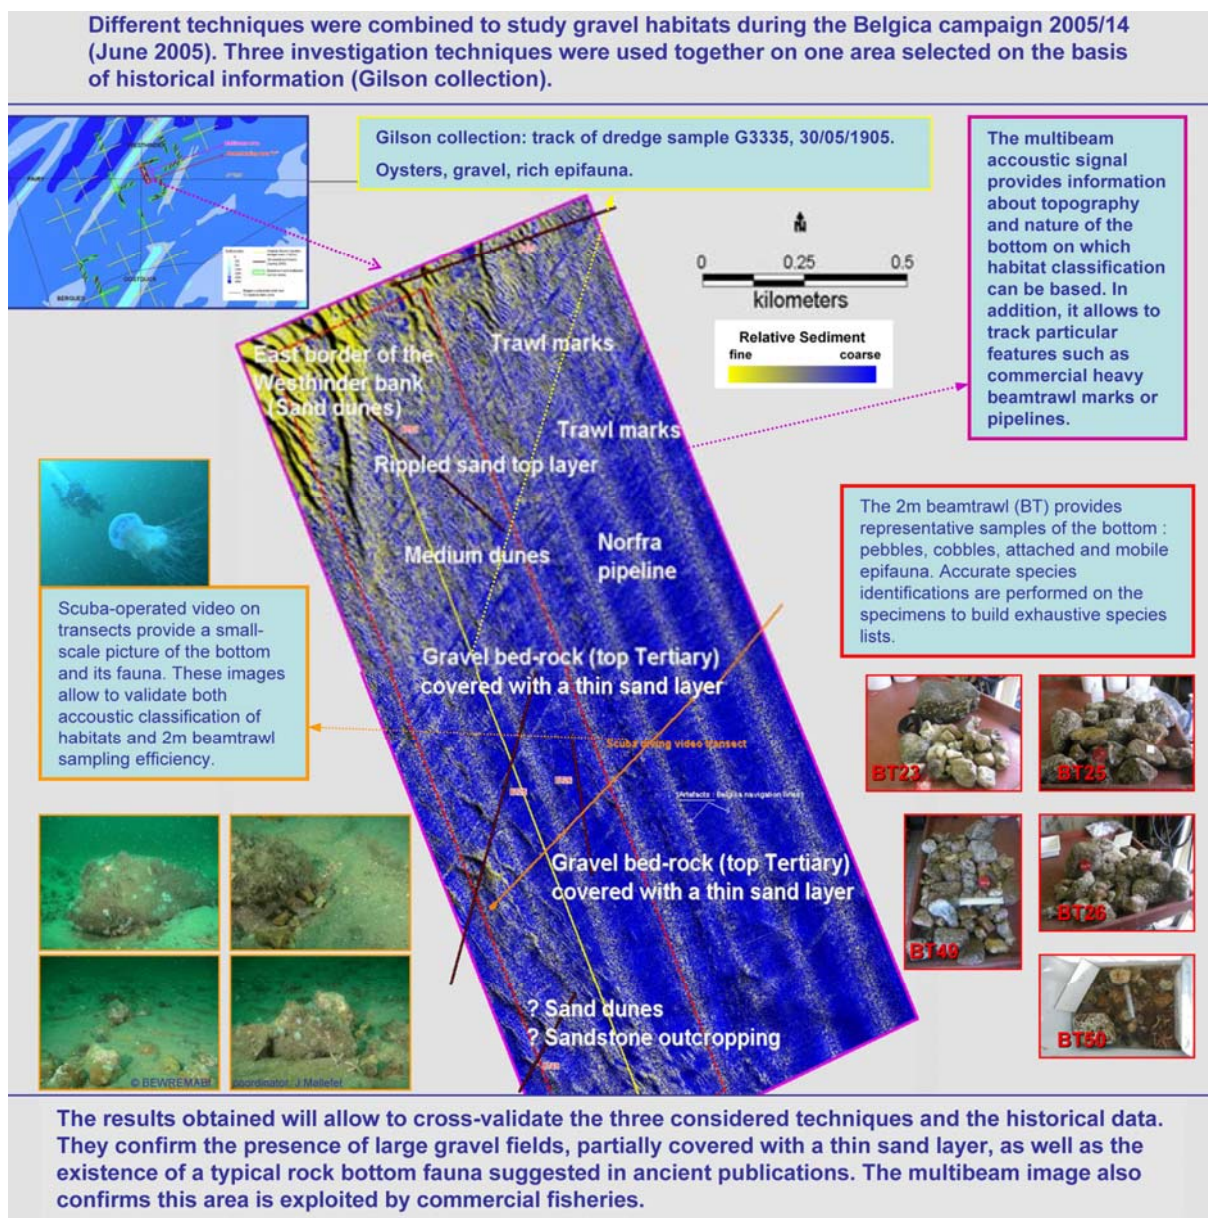 Different techniques were combined to study gravel habitats during the Belgica campaign 2005/14
(June 2005). Three investigation techniques were used together on one area selected on the basis
of historical information (Gilson collection).
Gilson collection: track of dredge sample G3335, 30/05/1905.
Oysters, gravel, rich epifauna.
The multibeam
accoustic signal
provides information
about topography
and nature of the
bottom on which
habitat classification
can be based. In
addition, it allows to
track particular
features such as
commercial heavy
beamtrawl marks or
pipelines.
BERGUES
N
0 0.25 0.5
kilometers
Relative Sediment
fine coarse
Trawl marks
East border of the
Westhinder bank
(Sand dunes)
Trawl marks
Rippled sand top layer
Medium dunes
Norfra
pipeline
Gravel bed-rock (top Tertiary)
covered with a thin sand layer
Scuba diving video transect
(Artefacts : Belgica navigation lines)
Gravel bed-rock (top Tertiary)
covered with a thin sand layer
? Sand dunes
? Sandstone outcropping
Scuba-operated video on
transects provide a small-
scale picture of the bottom
and its fauna. These images
allow to validate both
accoustic classification of
habitats and 2m beamtrawl
sampling efficiency.
The 2m beamtrawl (BT) provides
representative samples of the bottom :
pebbles, cobbles, attached and mobile
epifauna. Accurate species
identifications are performed on the
specimens to build exhaustive species
lists.
BT23
BT25
BT49
BT26
BT50
© BEWREMABI coordinator: J.Mallefet
The results obtained will allow to cross-validate the three considered techniques and the historical data.
They confirm the presence of large gravel fields, partially covered with a thin sand layer, as well as the
existence of a typical rock bottom fauna suggested in ancient publications. The multibeam image also
confirms this area is exploited by commercial fisheries.